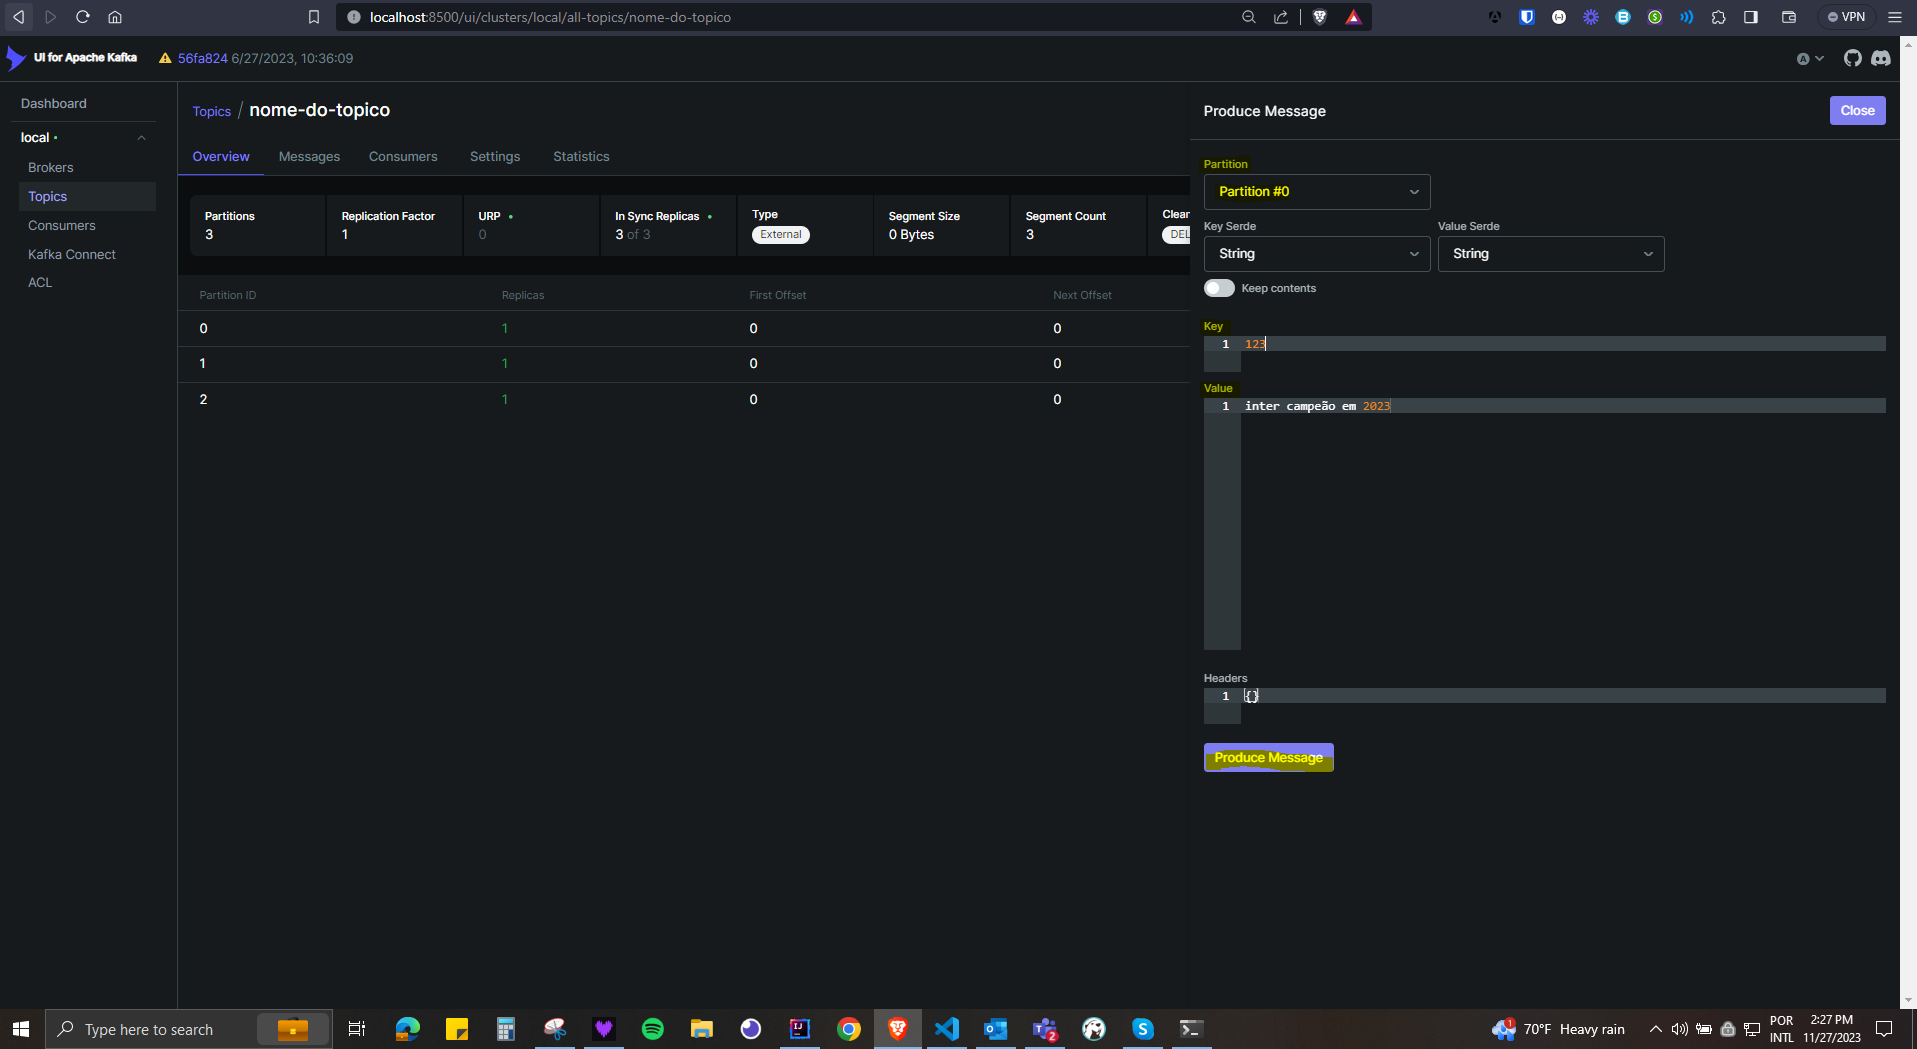 localhost:8500/ui/clusters/local/all-topics/nome-do-topico
VPN
UI for Apache Kafka
56fa824 6/27/2023, 10:36:09
A
Dashboard
local
Brokers
Topics
Consumers
Kafka Connect
ACL
Topics / nome-do-topico
Overview Messages Consumers Settings Statistics
Partitions Replication Factor URP In Sync Replicas Type Segment Size Segment Count Clear
3 1 0 3 of 3 External 0 Bytes 3 DEL
Partition ID Replicas First Offset Next Offset
0 1 0 0
1 1 0 0
2 1 0 0
Produce Message
Close
Partition
Partition #0
Key Serde Value Serde
String String
Keep contents
Key
1 123
Value
1 inter campeão em 2023
Headers
1 {}
Produce Message
Type here to search
IJ
2
S
1
70°F Heavy rain
POR
INTL
2:27 PM
11/27/2023